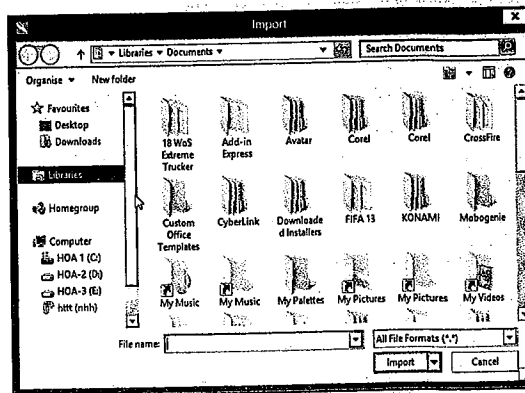 Import
Libraries Documents
Search Documents
Organise
New folder
Favourites
Desktop
Downloads
Libraries
Homegroup
Computer
HOA 1 (C:)
HOA-2 (D:)
HOA-3 (E:)
httt (nhh)
18 WoS
Extreme
Trucker
Add-in
Express
Avatar
Corel
Corel
CrossFire
Custom
Office
Templates
CyberLink
Downloade
d Installers
FIFA 13
KONAMI
Mobogenie
My Music
My Music
My Palettes
My Pictures
My Pictures
My Videos
File name:
All File Formats (*.*)
Import
Cancel